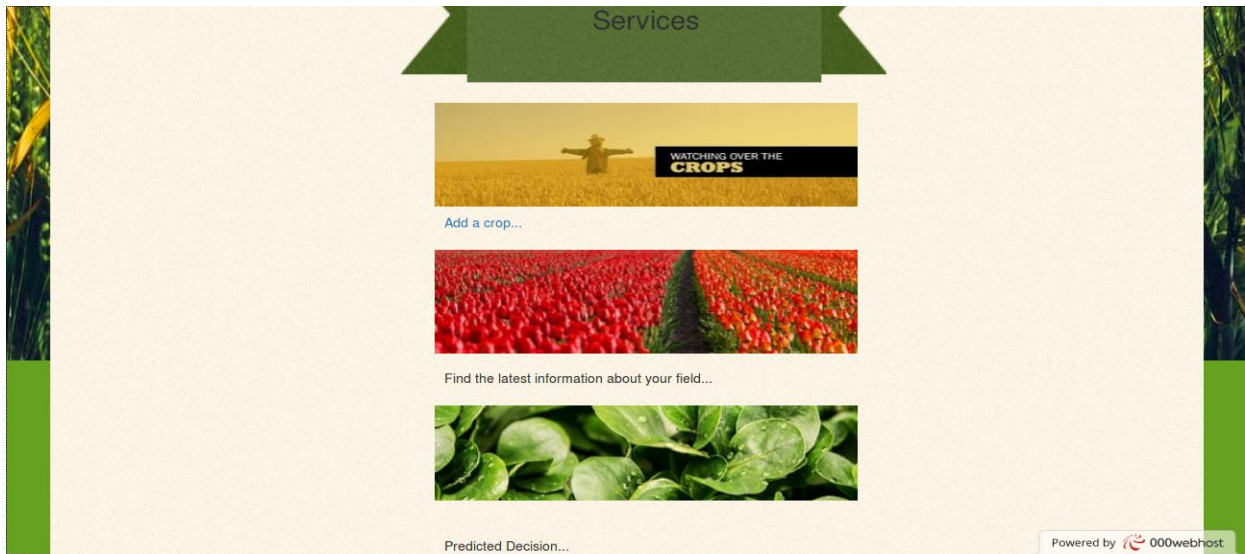 Services
WATCHING OVER THE
CROPS
Add a crop...
Find the latest information about your field...
Predicted Decision...
Powered by 000webhost